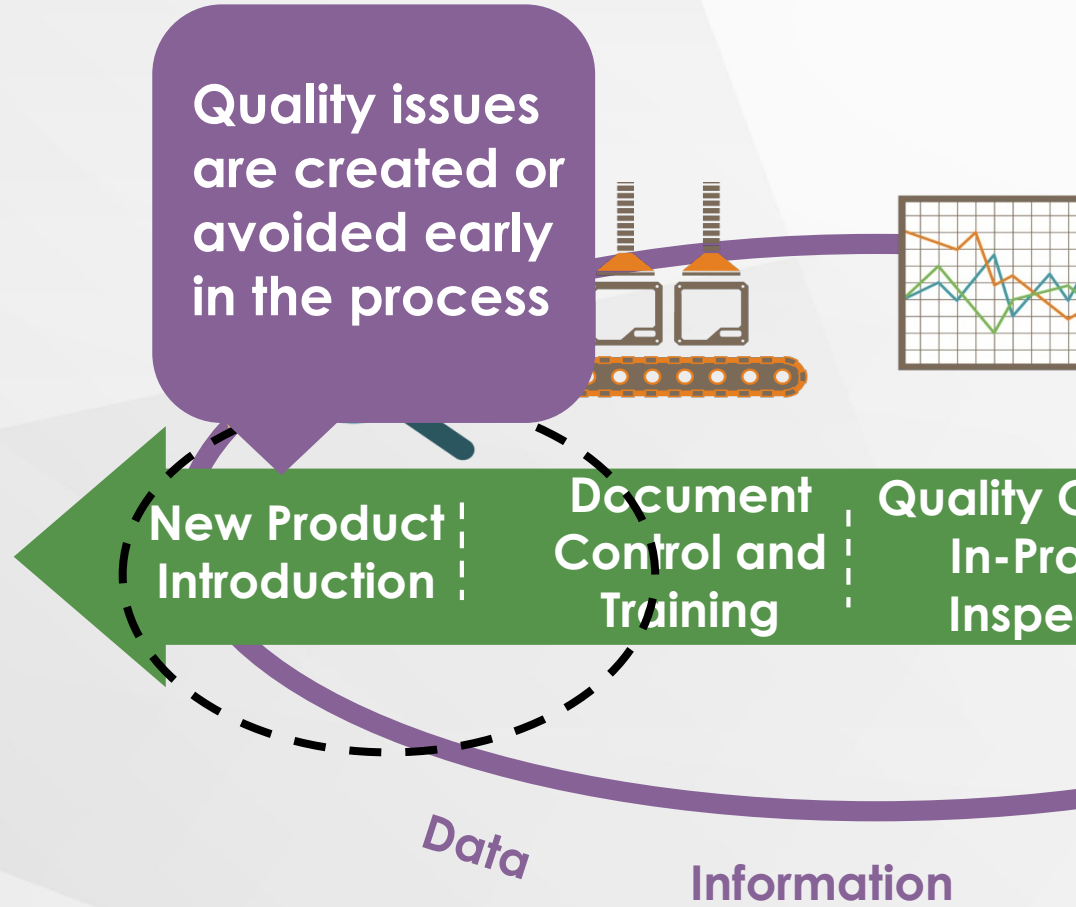 Quality issues
are created or
avoided early
in the process
New Product
Introduction
Document
Control and
Training
Quality
Data
Information